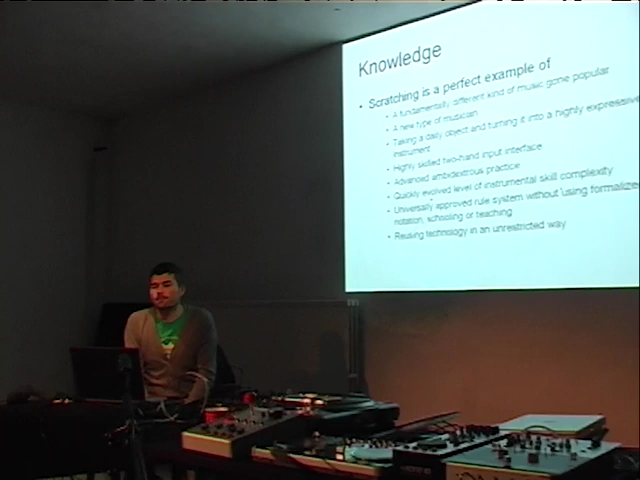 Knowledge
• Scratching is a perfect example of
• A fundamentally different kind of music gone popular
• A new type of musician
• Taking a daily object and turning it into a highly expressive
instrument
• Highly skilled two-hand input interface
• Advanced ambidextrous practice
• Quickly evolved level of instrumental skill complexity
• Universally approved rule system without using formalized
notation, schooling or teaching
• Reusing technology in an unrestricted way